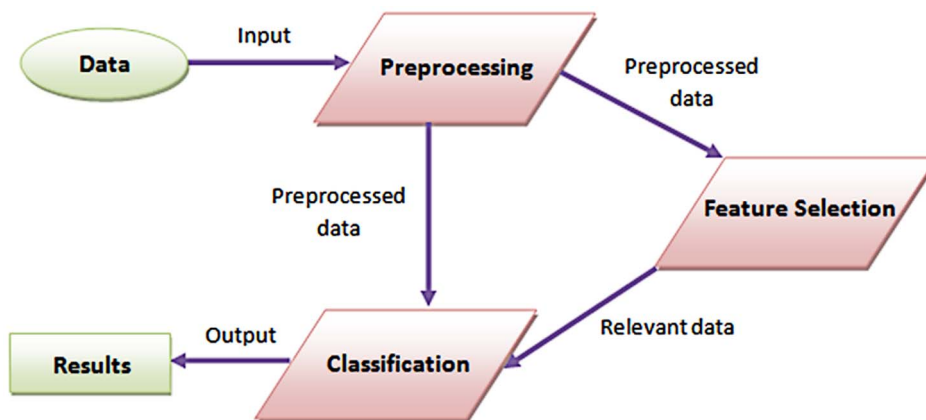 Data
Input
Preprocessing
Preprocessed
data
Preprocessed
data
Feature Selection
Relevant data
Classification
Output
Results